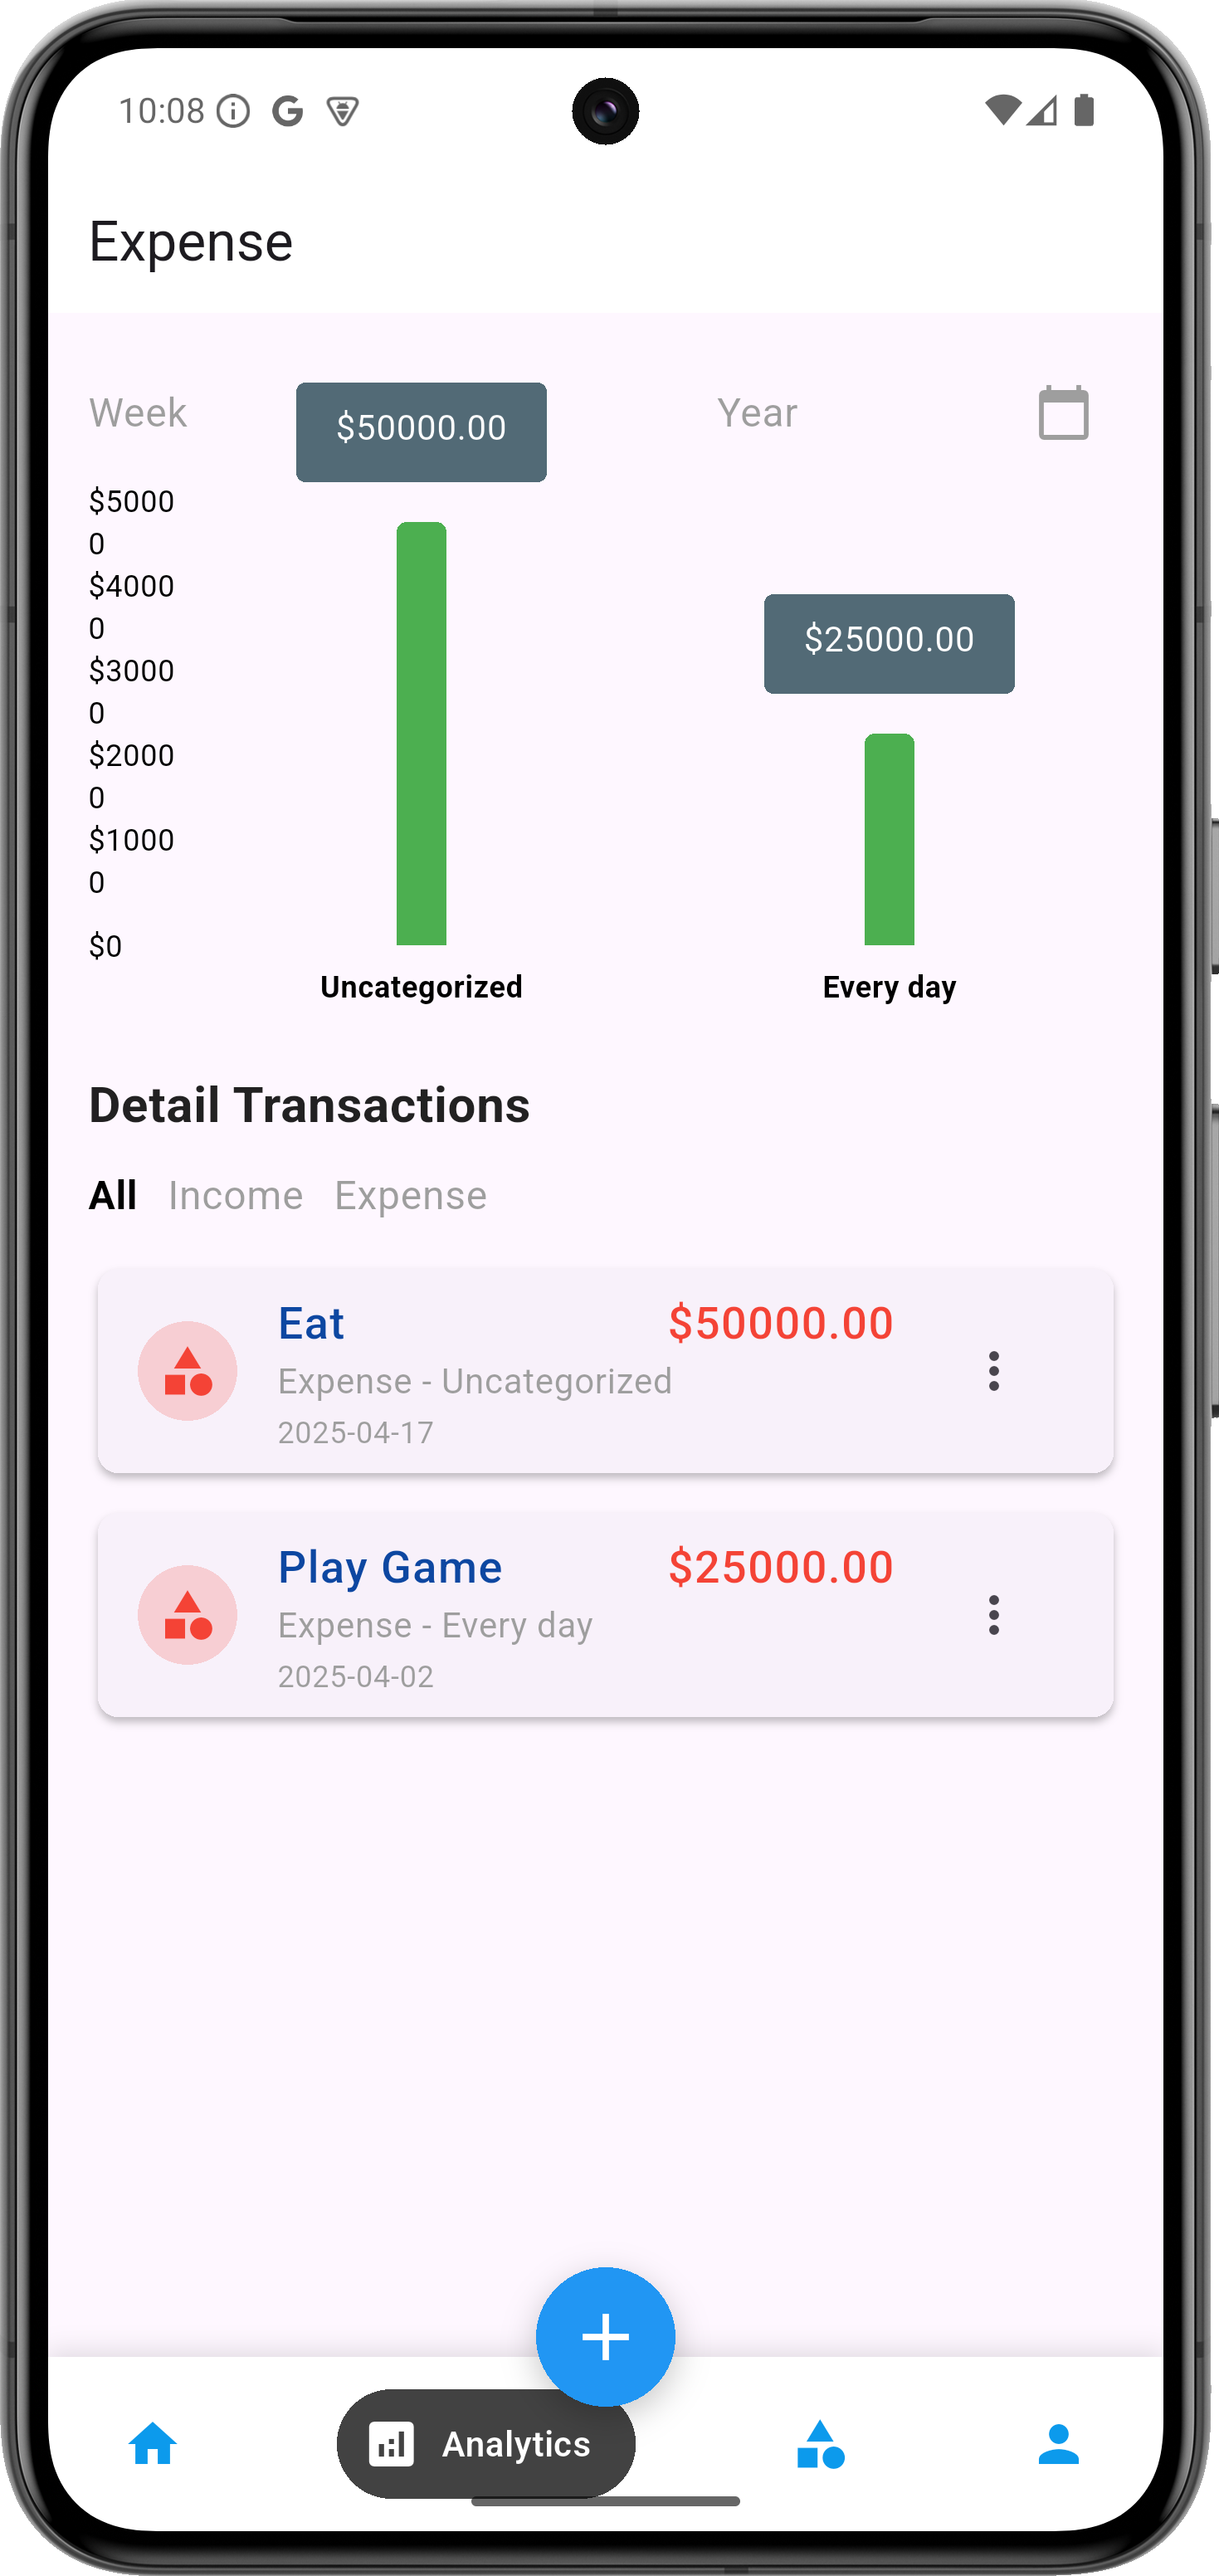 10:08
Expense
Week
$50000.00
Year
$5000
0
$4000
0
$25000.00
$3000
0
$2000
0
$1000
0
$0
Uncategorized
Every day
Detail Transactions
All Income Expense
Eat
$50000.00
Expense - Uncategorized
2025-04-17
Play Game
$25000.00
Expense - Every day
2025-04-02
Analytics